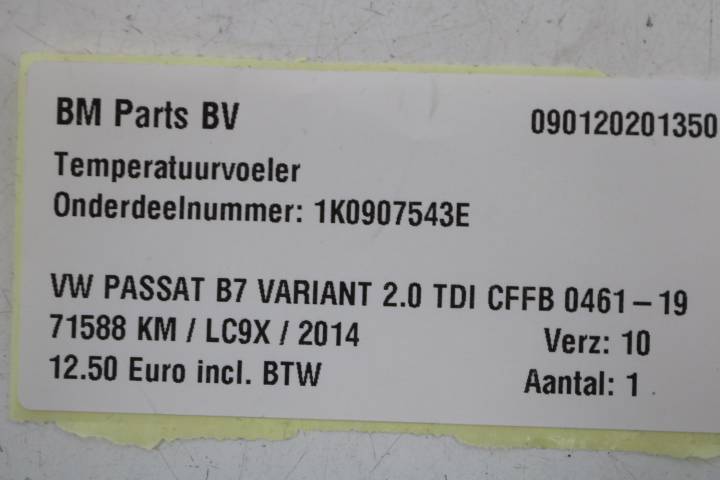 BM Parts BV
090120201350
Temperatuurvoeler
Onderdeelnummer: 1K0907543E
VW PASSAT B7 VARIANT 2.0 TDI CFFB 0461-19
71588 KM / LC9X / 2014
Verz: 10
12.50 Euro incl. BTW
Aantal: 1